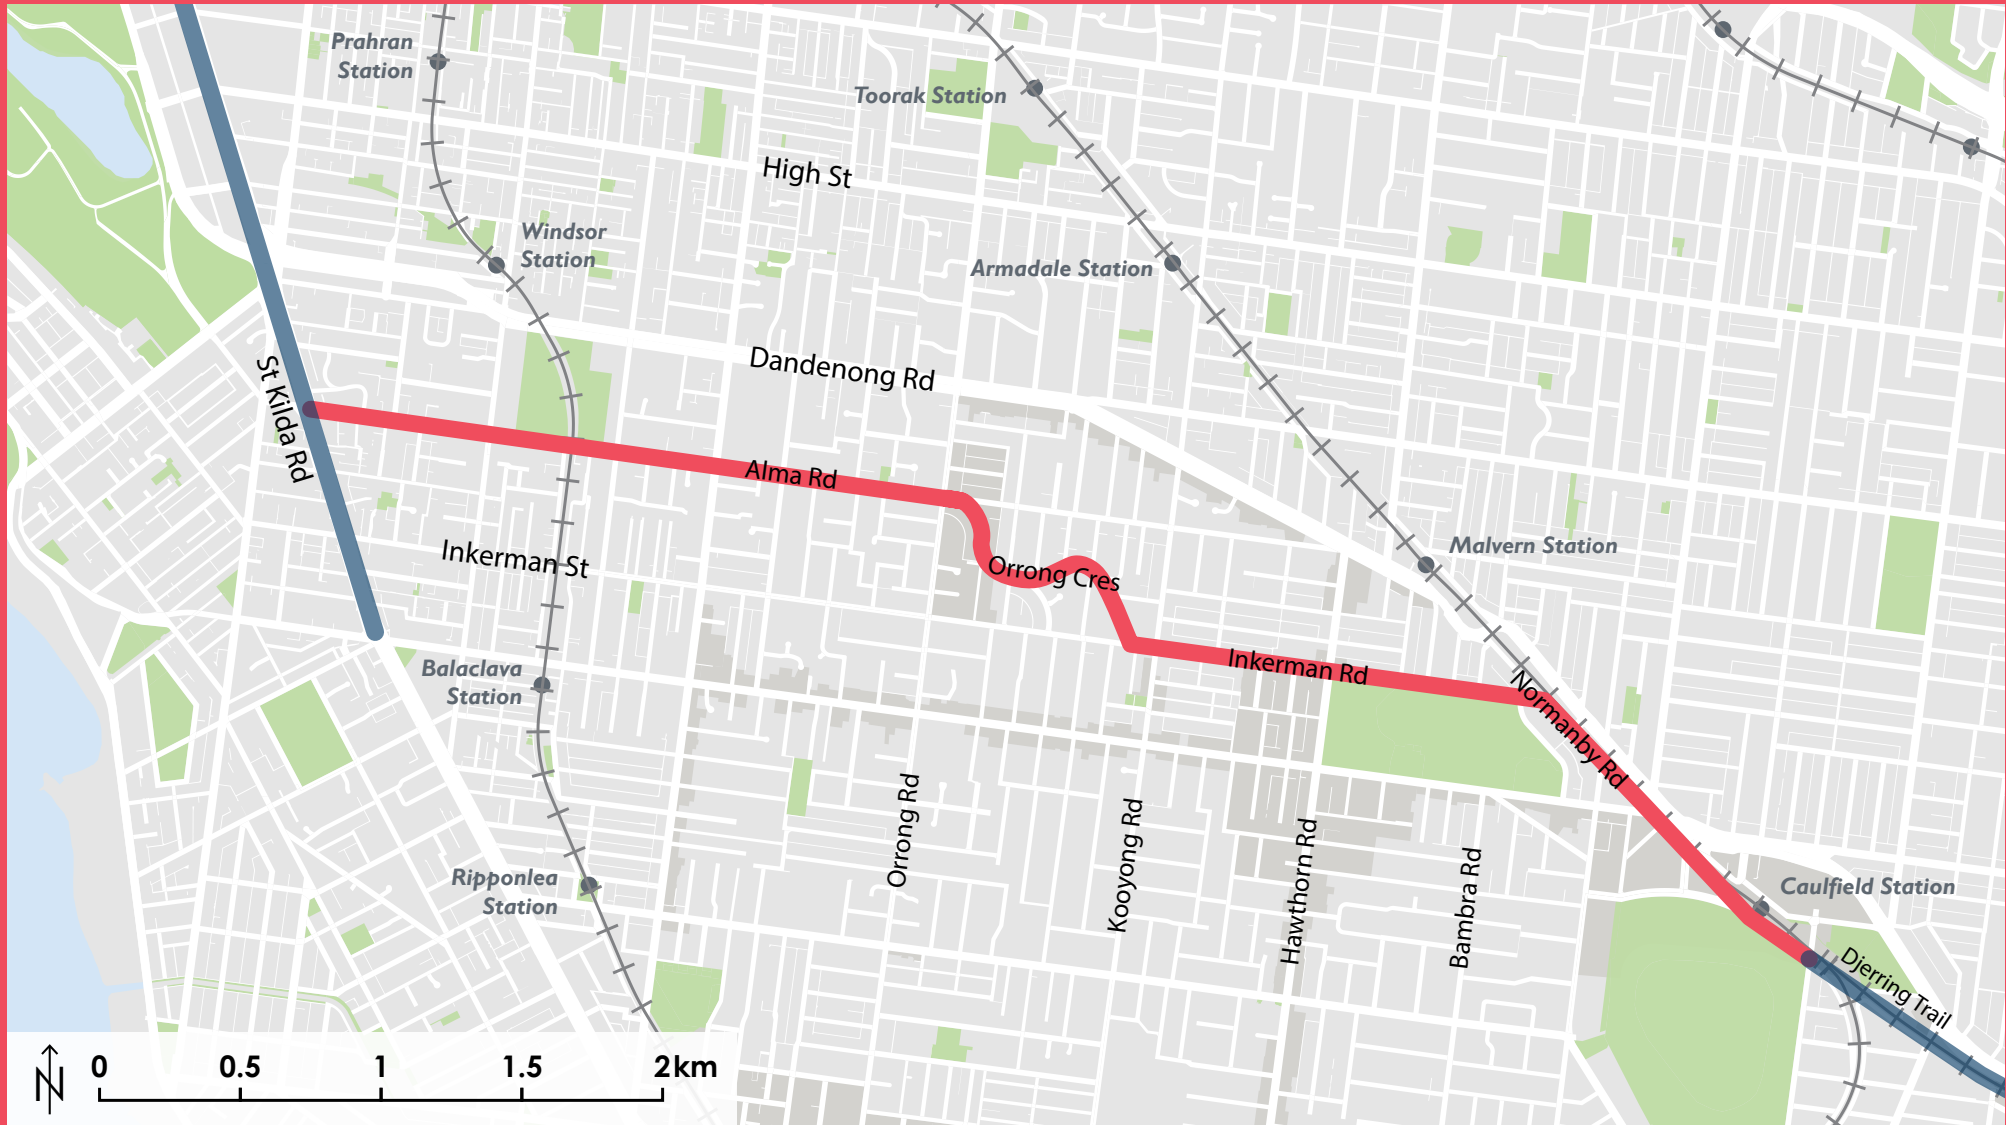 Prahran
Station
Toorak Station
High St
Windsor
Station
Armadale Station
St Kilda Rd
Dandenong Rd
Alma Rd
Inkerman St
Orrong Cres
Malvern Station
Balaclava
Station
Inkerman Rd
Normanby Rd
Orrong Rd
Kooyong Rd
Hawthorn Rd
Bambra Rd
Ripponlea
Station
Caulfield Station
Djerring Trail
N
0 0.5 1 1.5 2km